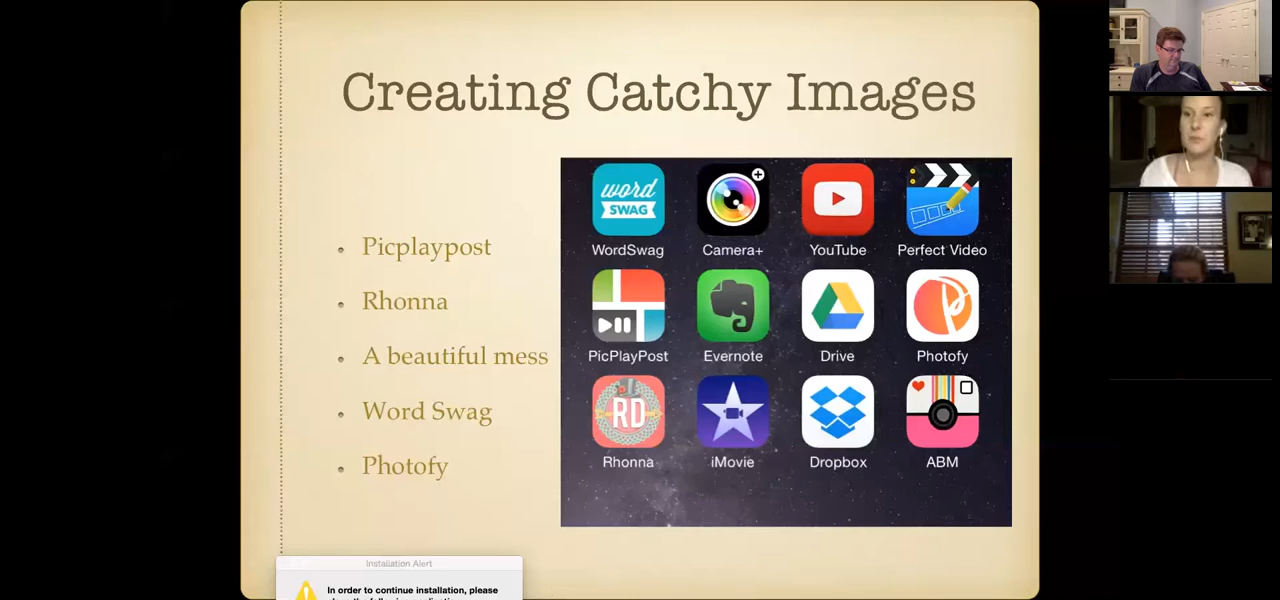 Creating Catchy Images
Picplaypost
Rhonna
A beautiful mess
Word Swag
Photofy
word
SWAG
WordSwag
Camera+
YouTube
Perfect Video
PicPlayPost
Evernote
Drive
Photofy
RD
Rhonna
iMovie
Dropbox
ABM
Installation Alert
In order to continue installation, please